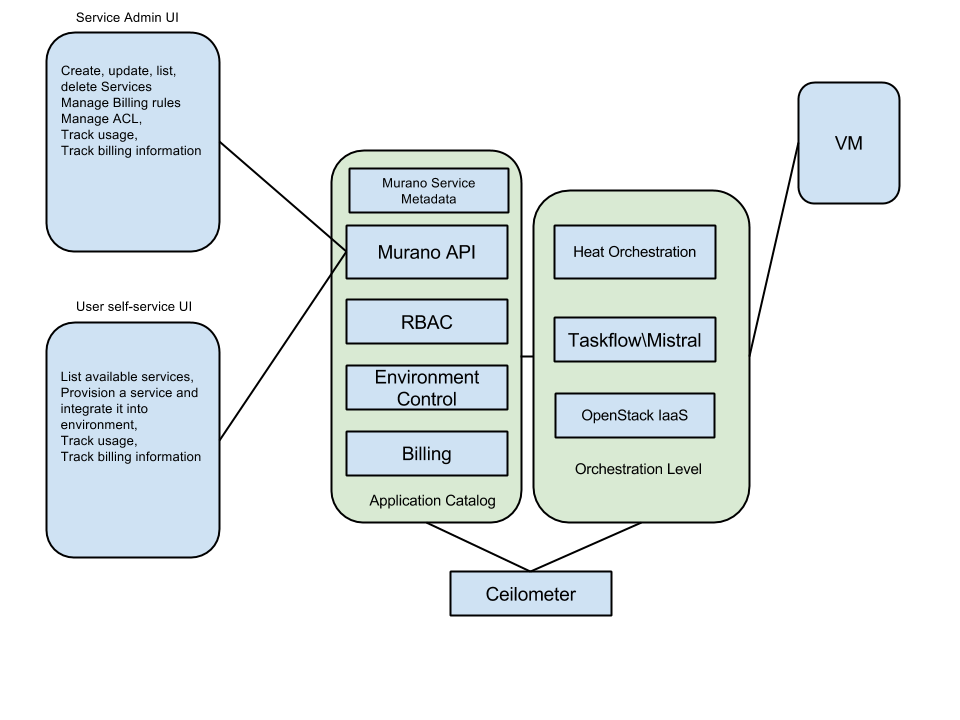 Service Admin UI
Create, update, list,
delete Services
Manage Billing rules
Manage ACL,
Track usage,
Track billing information
User self-service UI
List available services,
Provision a service and
integrate it into
environment,
Track usage,
Track billing information
Murano Service
Metadata
Murano API
RBAC
Environment
Control
Billing
Application Catalog
Heat Orchestration
Taskflow\Mistral
OpenStack IaaS
Orchestration Level
VM
Ceilometer